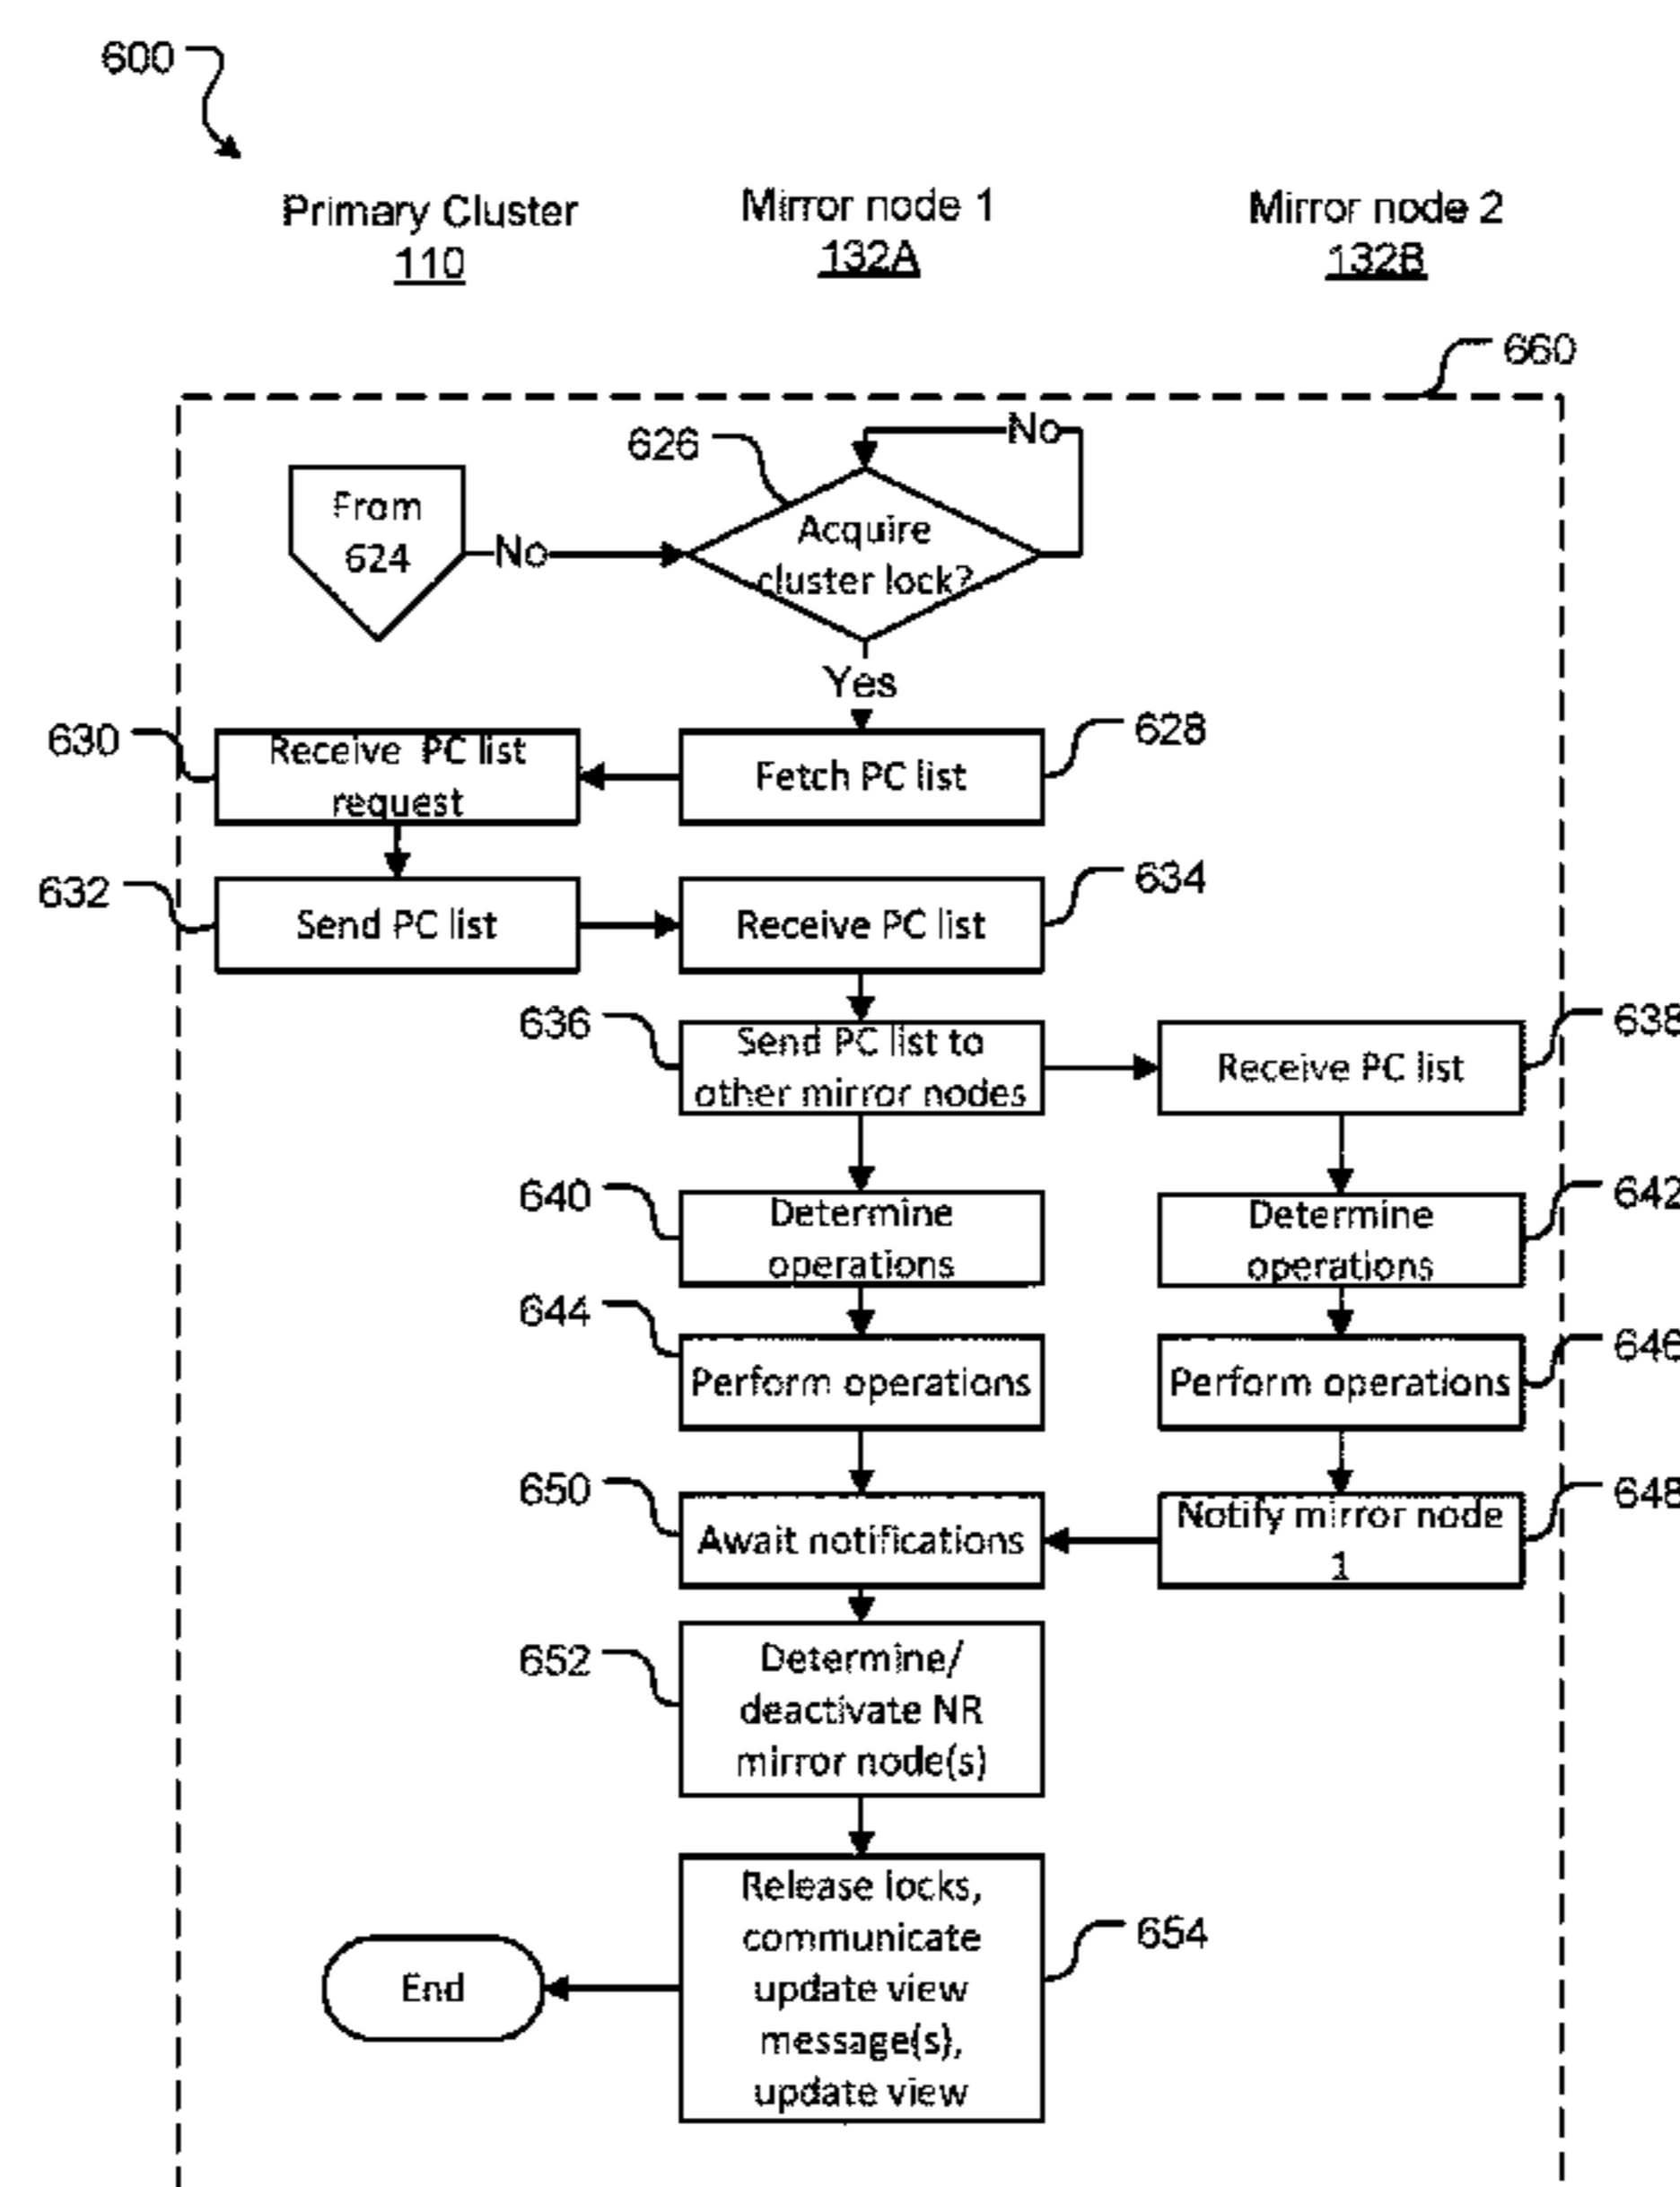 600
Primary Cluster
110
Mirror node 1
132A
Mirror node 2
132B
660
626
No
From
624
No
Acquire
cluster lock?
Yes
630
Receive PC list
request
Fetch PC list
628
632
Send PC list
Receive PC list
634
636
Send PC list to
other mirror nodes
Receive PC list
638
640
Determine
operations
Determine
operations
642
644
Perform operations
Perform operations
646
650
Await notifications
Notify mirror node
1
648
652
Determine/
deactivate NR
mirror node(s)
Release locks,
communicate
update view
message(s),
update view
654
End